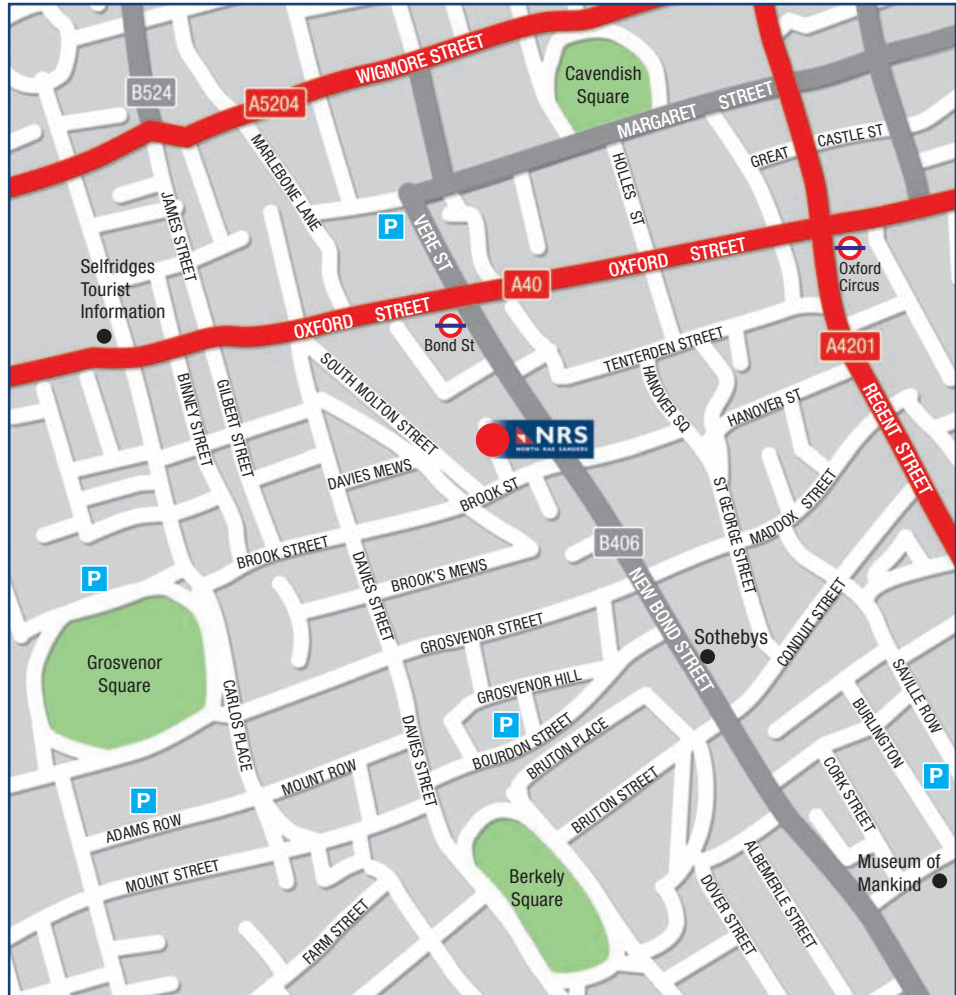 WIGMORE STREET
B524
A5204
Cavendish
Square
MARGARET STREET
GREAT CASTLE ST
MARLEBONE LANE
HOLLES ST
JAMES STREET
P
VERE ST
Selfridges
Tourist
Information
OXFORD STREET
A40
OXFORD STREET
Oxford
Circus
Bond St
A4201
TENTERDEN STREET
SOUTH MOLTON STREET
HANOVER SQ
HANOVER ST
REGENT STREET
BINNEY STREET
GILBERT STREET
NRS
NORTH RAE SANDERS
DAVIES MEWS
BROOK ST
ST GEORGE STREET
MADDOX STREET
BROOK STREET
B406
P
BROOK'S MEWS
DAVIES STREET
NEW BOND STREET
GROSVENOR STREET
CONDUIT STREET
Sothebys
Grosvenor
Square
CARLOS PLACE
GROSVENOR HILL
SAVILLE ROW
BURLINGTON
P
DAVIES STREET
BOURDON STREET
BRUTON PLACE
MOUNT ROW
CORK STREET
P
P
ADAMS ROW
BRUTON STREET
MOUNT STREET
Museum of
Mankind
Berkely
Square
ALBEMERLE STREET
DOVER STREET
FARM STREET